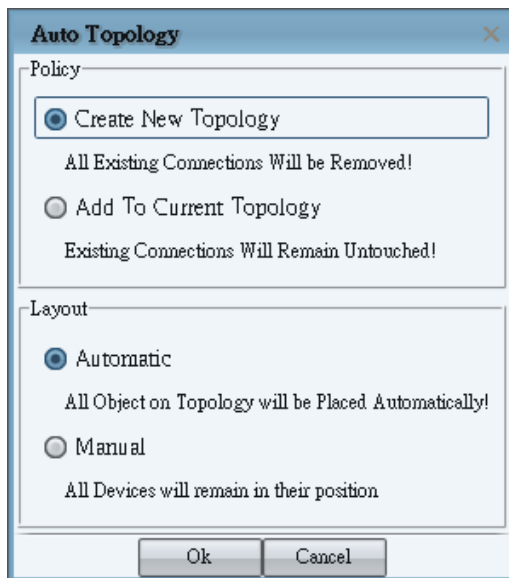 Auto Topology
Policy
Create New Topology
All Existing Connections Will be Removed!
Add To Current Topology
Existing Connections Will Remain Untouched!
Layout
Automatic
All Object on Topology will be Placed Automatically!
Manual
All Devices will remain in their position
Ok
Cancel